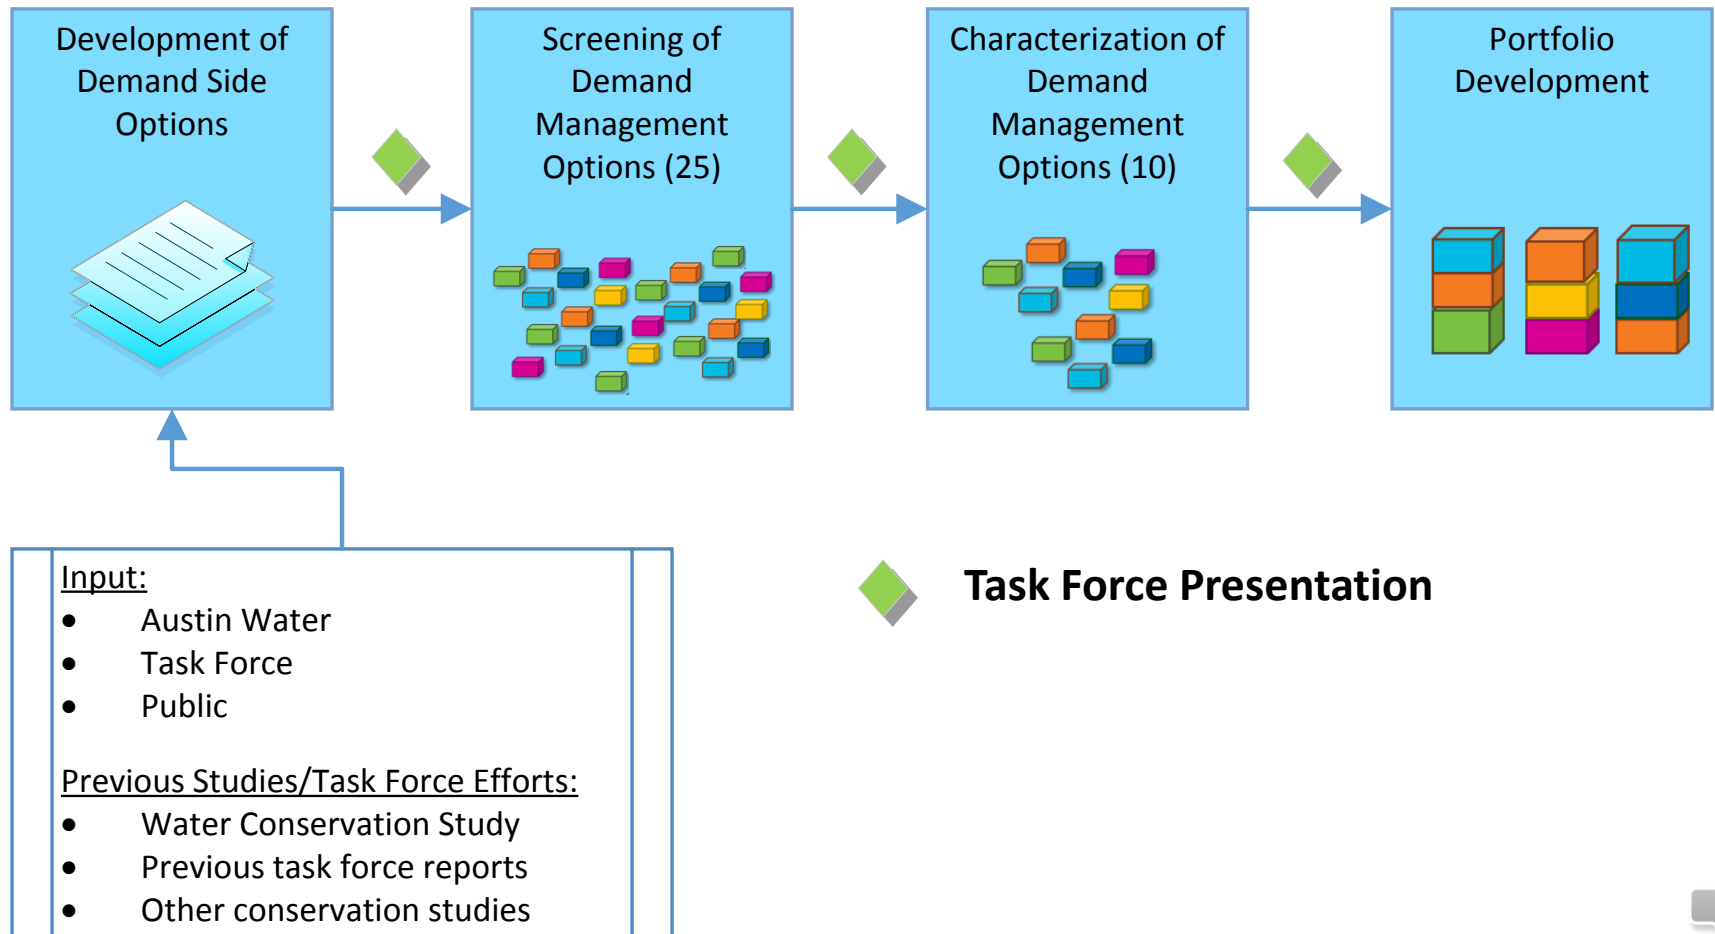 Development of
Demand Side
Options
Screening of
Demand
Management
Options (25)
Characterization of
Demand
Management
Options (10)
Portfolio
Development
Input:
• Austin Water
• Task Force
• Public
Previous Studies/Task Force Efforts:
• Water Conservation Study
• Previous task force reports
• Other conservation studies
Task Force Presentation